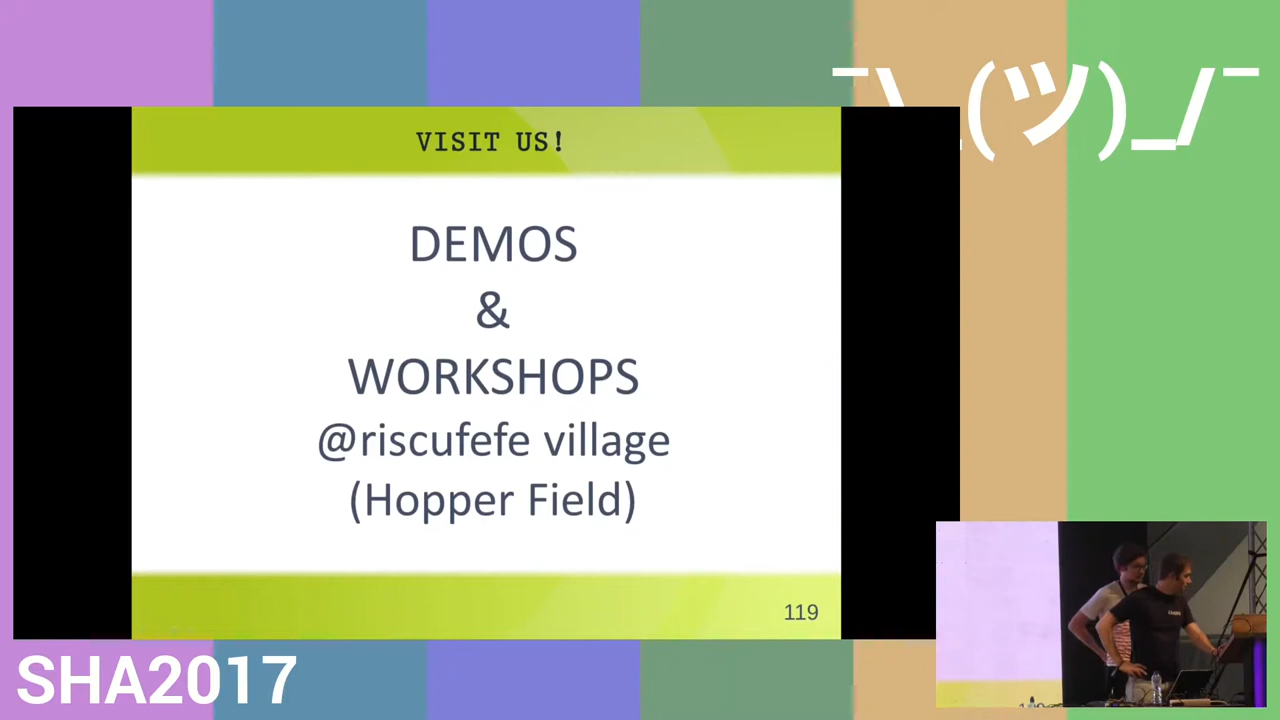 ¯\_(ツ)_/¯
VISIT US!
DEMOS
&
WORKSHOPS
@riscufefe village
(Hopper Field)
119
SHA2017